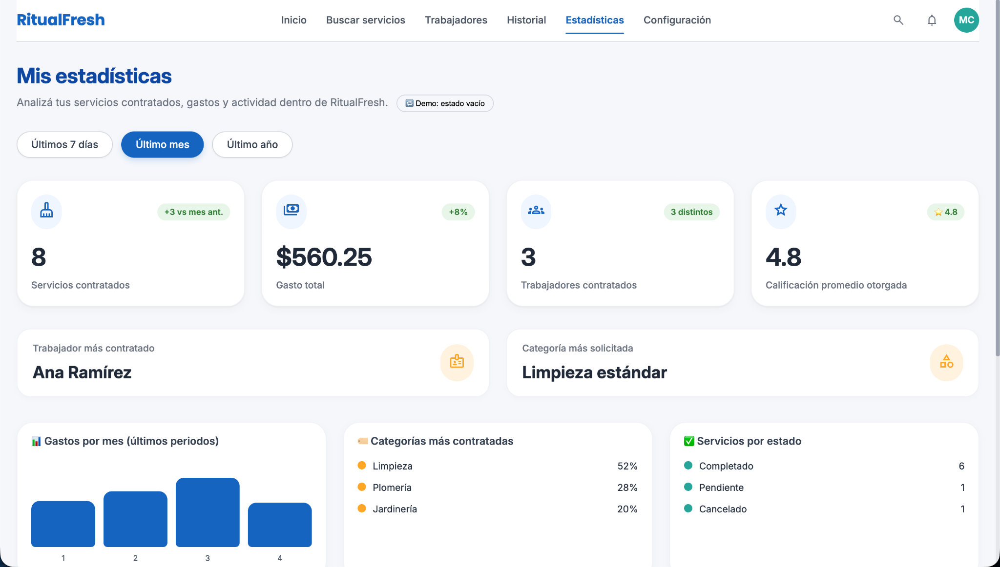 RitualFresh
Inicio
Buscar servicios
Trabajadores
Historial
Estadísticas
Configuración
MC
Mis estadísticas
Analizá tus servicios contratados, gastos y actividad dentro de RitualFresh.
Demo: estado vacío
Últimos 7 días
Último mes
Último año
+3 vs mes ant.
8
Servicios contratados
+8%
$560.25
Gasto total
3 distintos
3
Trabajadores contratados
⭐ 4.8
4.8
Calificación promedio otorgada
Trabajador más contratado
Ana Ramírez
Categoría más solicitada
Limpieza estándar
Gastos por mes (últimos periodos)
1
2
3
4
Categorías más contratadas
Limpieza 52%
Plomería 28%
Jardinería 20%
Servicios por estado
Completado 6
Pendiente 1
Cancelado 1